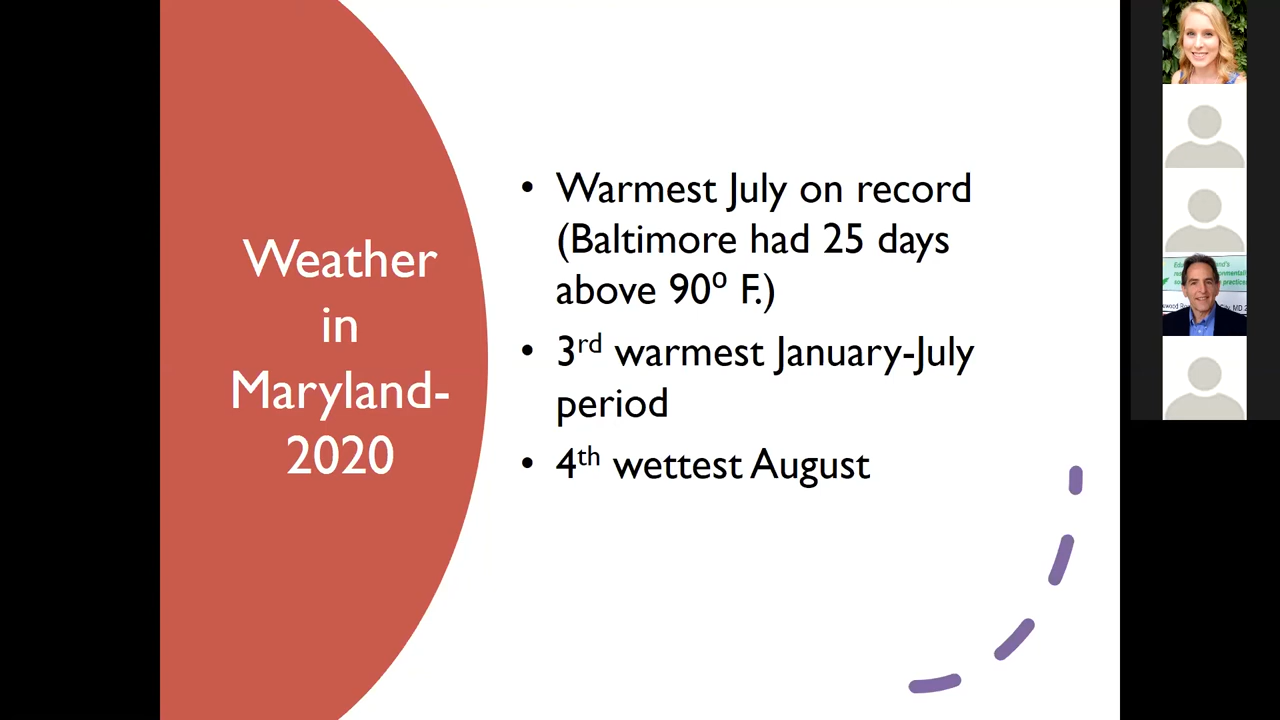 Weather
in
Maryland-
2020
• Warmest July on record
(Baltimore had 25 days
above 90º F.)
• 3rd warmest January-July
period
• 4th wettest August